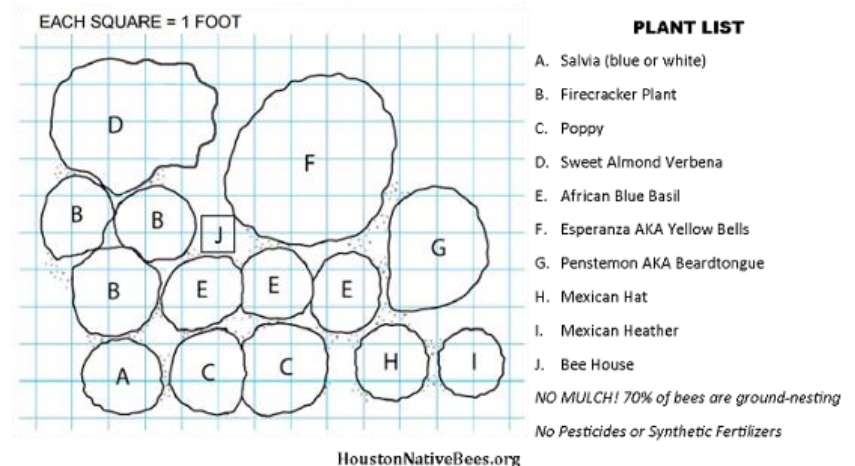 EACH SQUARE = 1 FOOT
D
F
B
B
J
G
B
E
E
E
A
C
C
H
I
PLANT LIST
A. Salvia (blue or white)
B. Firecracker Plant
C. Poppy
D. Sweet Almond Verbena
E. African Blue Basil
F. Esperanza AKA Yellow Bells
G. Penstemon AKA Beardtongue
H. Mexican Hat
I. Mexican Heather
J. Bee House
NO MULCH! 70% of bees are ground-nesting
No Pesticides or Synthetic Fertilizers
HoustonNativeBees.org